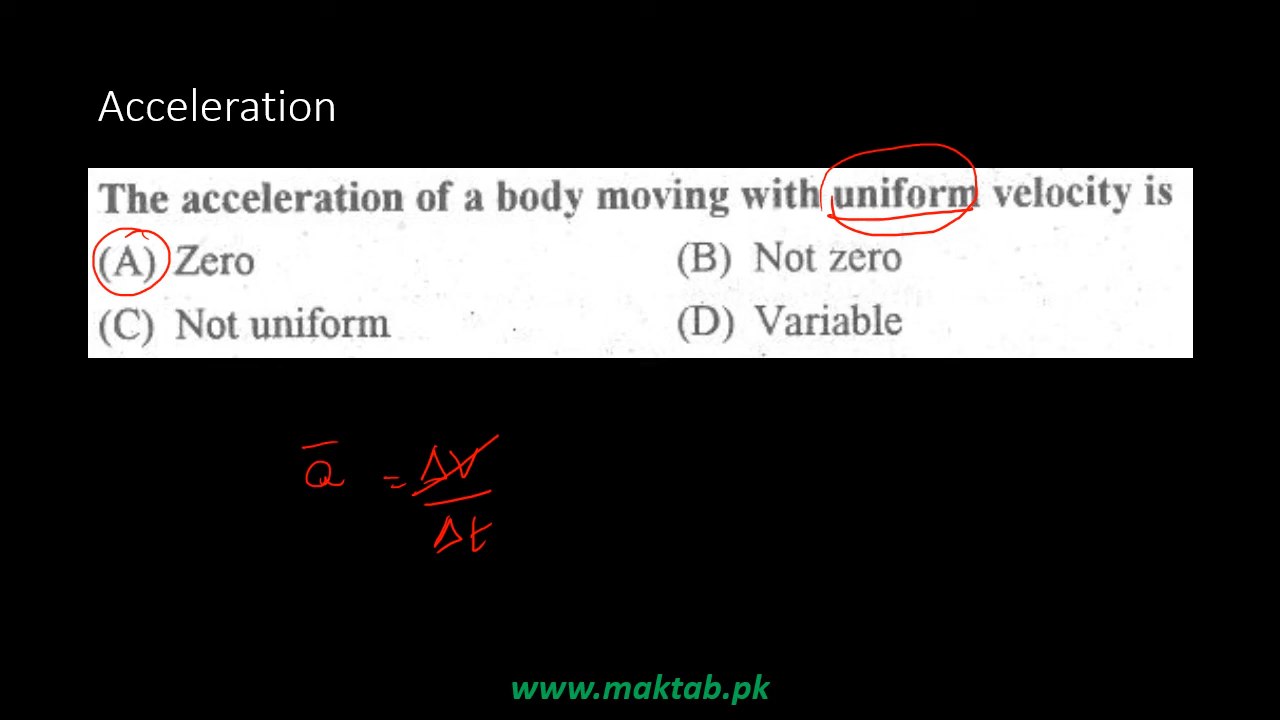 Acceleration
The acceleration of a body moving with uniform velocity is
(A) Zero (B) Not zero
(C) Not uniform (D) Variable
a = ΔV
Δt
www.maktab.pk